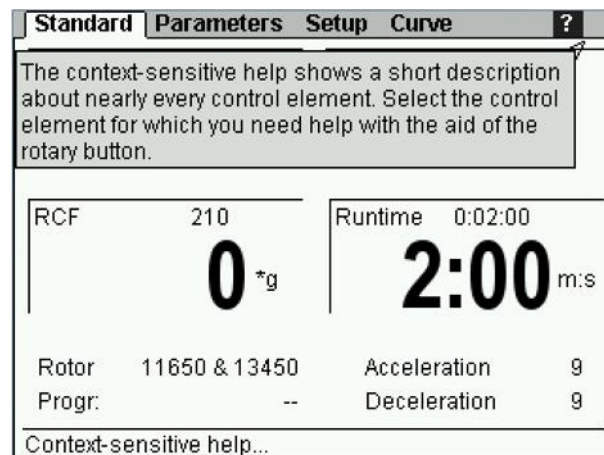 Standard Parameters Setup Curve ?
The context-sensitive help shows a short description
about nearly every control element. Select the control
element for which you need help with the aid of the
rotary button.
RCF 210 Runtime 0:02:00
0 *g 2:00 m:s
Rotor 11650 & 13450 Acceleration 9
Progr: -- Deceleration 9
Context-sensitive help...